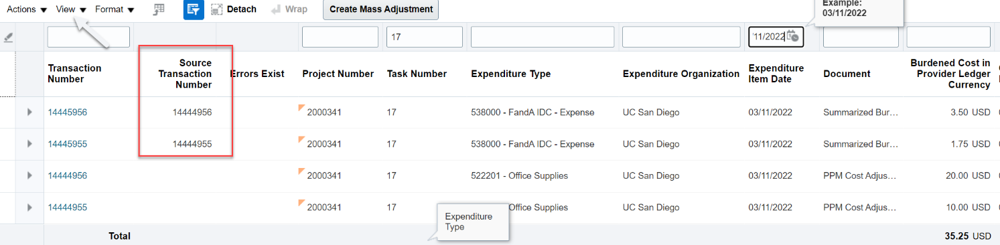 Actions View Format Detach Wrap Create Mass Adjustment
Example:
03/11/2022
17 11/2022
Transaction Number Source Transaction Number Errors Exist Project Number Task Number Expenditure Type Expenditure Organization Expenditure Item Date Document Burdened Cost in Provider Ledger Currency
14445956 14444956 2000341 17 538000 - FandA IDC - Expense UC San Diego 03/11/2022 Summarized Bur… 3.50 USD
14445955 14444955 2000341 17 538000 - FandA IDC - Expense UC San Diego 03/11/2022 Summarized Bur… 1.75 USD
14444956 2000341 17 522201 - Office Supplies UC San Diego 03/11/2022 PPM Cost Adjus… 20.00 USD
14444955 2000341 17 Office Supplies UC San Diego 03/11/2022 PPM Cost Adjus… 10.00 USD
Expenditure
Type
Total 35.25 USD